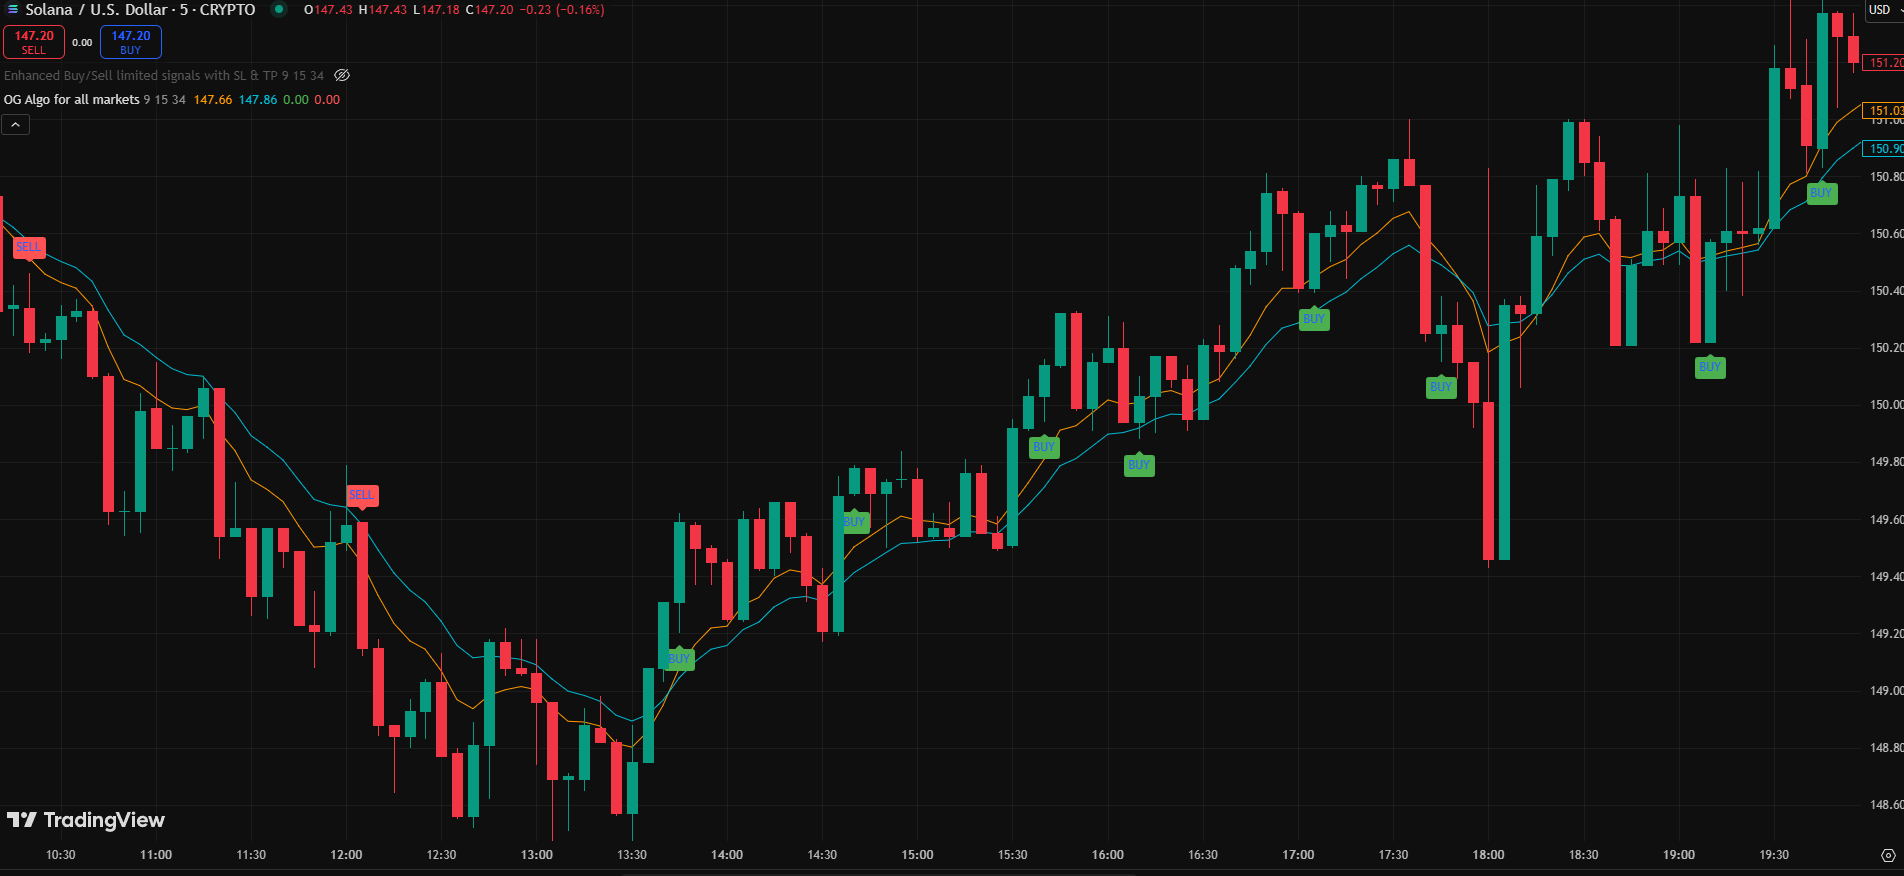 Solana / U.S. Dollar · 5 · CRYPTO O147.43 H147.43 L147.18 C147.20 −0.23 (−0.16%)
USD
147.20 SELL
0.00
147.20 BUY
Enhanced Buy/Sell limited signals with SL & TP 9 15 34
OG Algo for all markets 9 15 34 147.66 147.86 0.00 0.00
151.20
151.03
151.00
150.90
150.80
150.60
150.40
150.20
150.00
149.80
149.60
149.40
149.20
149.00
148.80
148.60
SELL
SELL
BUY
BUY
BUY
BUY
BUY
BUY
BUY
BUY
TradingView
10:30 11:00 11:30 12:00 12:30 13:00 13:30 14:00 14:30 15:00 15:30 16:00 16:30 17:00 17:30 18:00 18:30 19:00 19:30